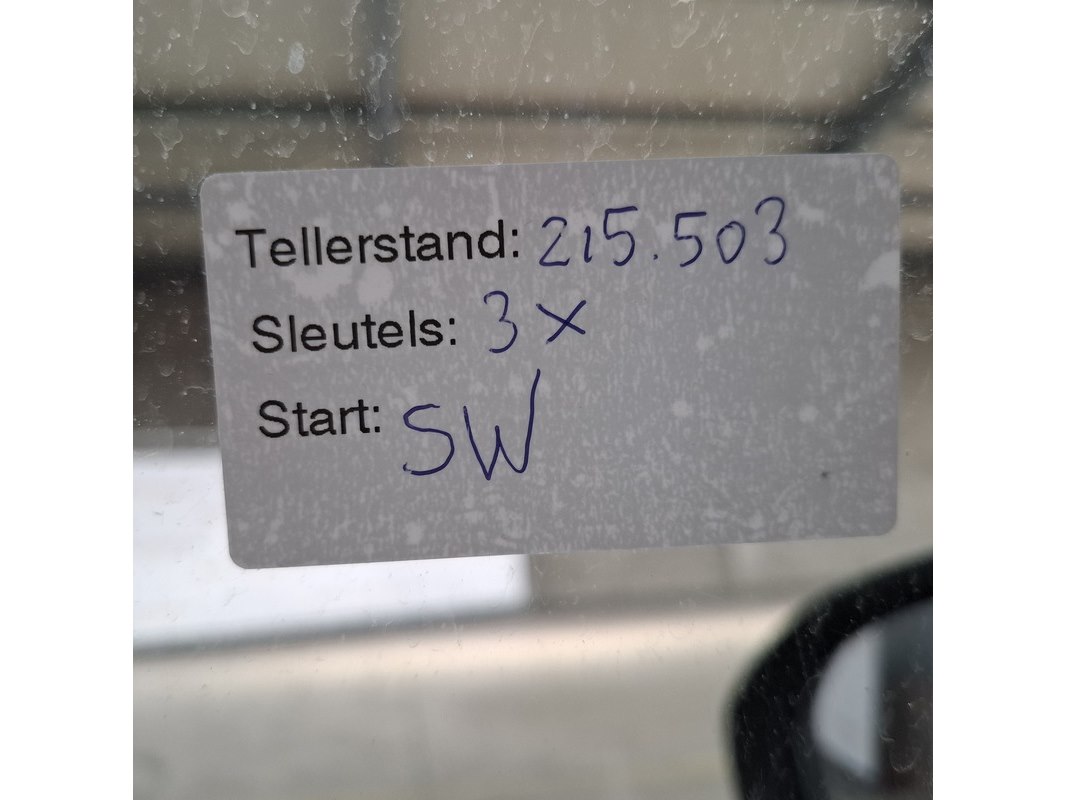 Tellerstand: 215.503
Sleutels: 3x
Start: SW